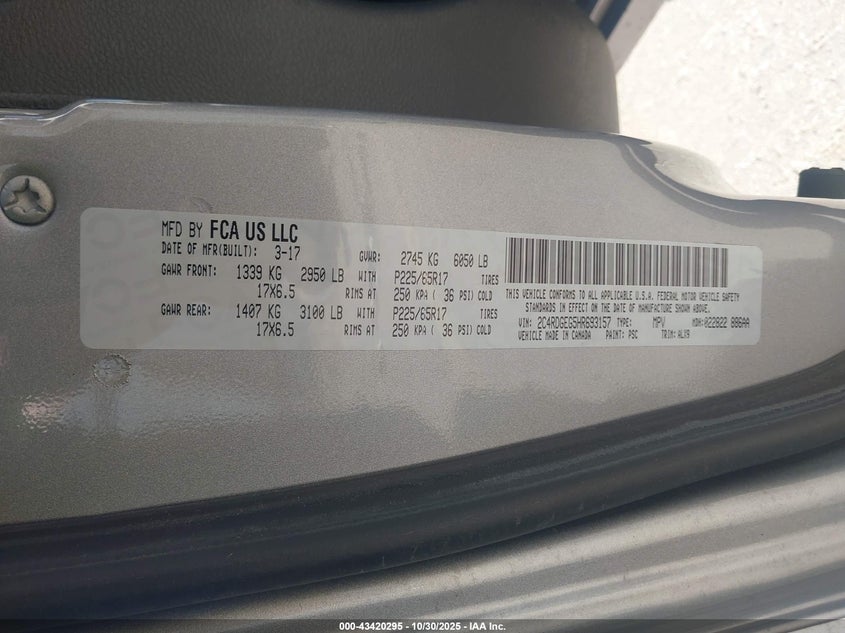 MFD BY FCA US LLC
DATE OF MFR(BUILT): 3-17 GVWR: 2745 KG 6050 LB
GAWR FRONT: 1339 KG 2950 LB WITH P225/65R17 TIRES
17X6.5 RIMS AT 250 KPA ( 36 PSI) COLD
GAWR REAR: 1407 KG 3100 LB WITH P225/65R17 TIRES
17X6.5 RIMS AT 250 KPA ( 36 PSI) COLD
THIS VEHICLE CONFORMS TO ALL APPLICABLE U.S.A. FEDERAL MOTOR VEHICLE SAFETY
STANDARDS IN EFFECT ON THE DATE OF MANUFACTURE SHOWN ABOVE.
VIN: 2C4RDGEG5HR693157 TYPE: MPV MDH:022822 886AA
VEHICLE MADE IN CANADA PAINT: PSC TRIM: ALX9
000-43420295 - 10/30/2025 - IAA Inc.